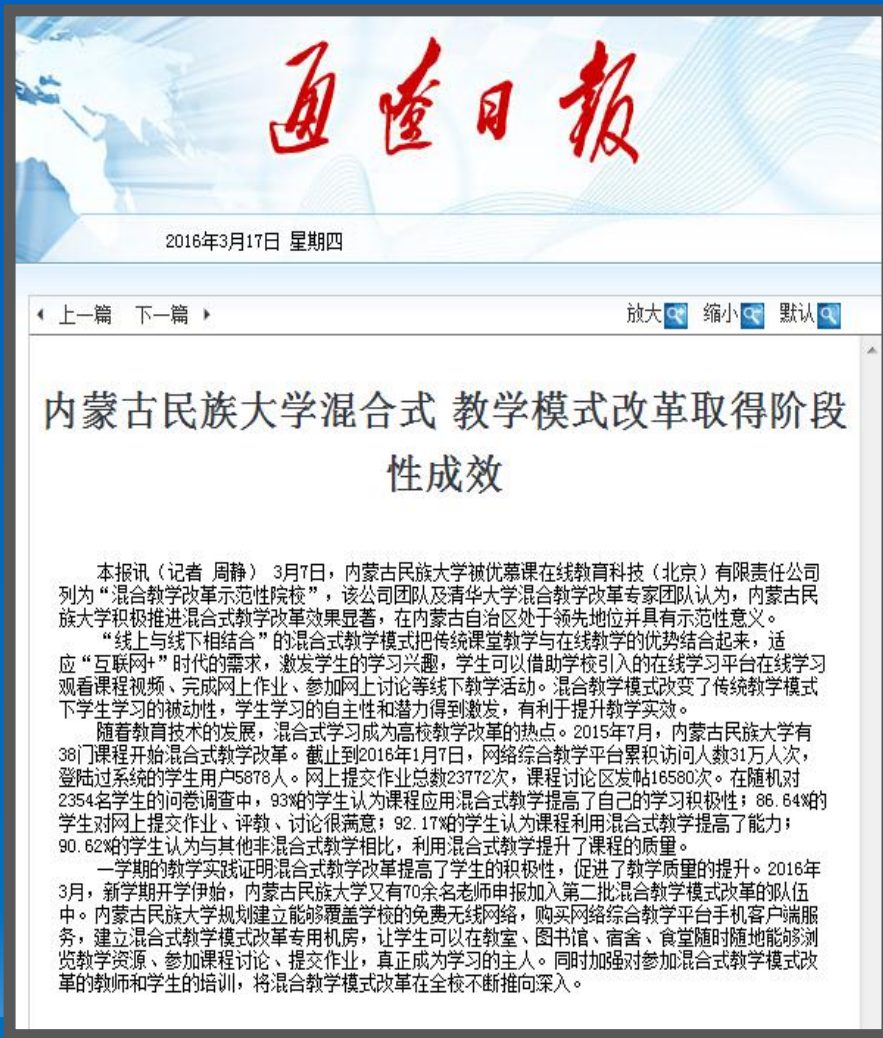 通辽日报
2016年3月17日 星期四
上一篇 下一篇 放大 缩小 默认
内蒙古民族大学混合式 教学模式改革取得阶段
性成效
本报讯（记者 周静） 3月7日，内蒙古民族大学被优慕课在线教育科技（北京）有限责任公司
列为“混合教学改革示范性院校”，该公司团队及清华大学混合教学改革专家团队认为，内蒙古民
族大学积极推进混合式教学改革效果显著，在内蒙古自治区处于领先地位并具有示范性意义。
“线上与线下相结合”的混合式教学模式把传统课堂教学与在线教学的优势结合起来，适
应“互联网+”时代的需求，激发学生的学习兴趣，学生可以借助学校引入的在线学习平台在线学习
观看课程视频、完成网上作业、参加网上讨论等线下教学活动。混合教学模式改变了传统教学模式
下学生学习的被动性，学生学习的自主性和潜力得到激发，有利于提升教学实效。
随着教育技术的发展，混合式学习成为高校教学改革的热点。2015年7月，内蒙古民族大学有
38门课程开始混合式教学改革。截止到2016年1月7日，网络综合教学平台累积访问人数31万人次，
登陆过系统的学生用户5878人。网上提交作业总数23772次，课程讨论区发帖16580次。在随机对
2354名学生的问卷调查中，93%的学生认为课程应用混合式教学提高了自己的学习积极性；86.64%的
学生对网上提交作业、评教、讨论很满意；92.17%的学生认为课程利用混合式教学提高了能力；
90.62%的学生认为与其他非混合式教学相比，利用混合式教学提升了课程的质量。
一学期的教学实践证明混合式教学改革提高了学生的积极性，促进了教学质量的提升。2016年
3月，新学期开学伊始，内蒙古民族大学又有70余名老师申报加入第二批混合教学模式改革的队伍
中。内蒙古民族大学规划建立能够覆盖学校的免费无线网络，购买网络综合教学平台手机客户端服
务，建立混合式教学模式改革专用机房，让学生可以在教室、图书馆、宿舍、食堂随时随地能够浏
览教学资源、参加课程讨论、提交作业，真正成为学习的主人。同时加强对参加混合式教学模式改
革的教师和学生的培训，将混合教学模式改革在全校不断推向深入。